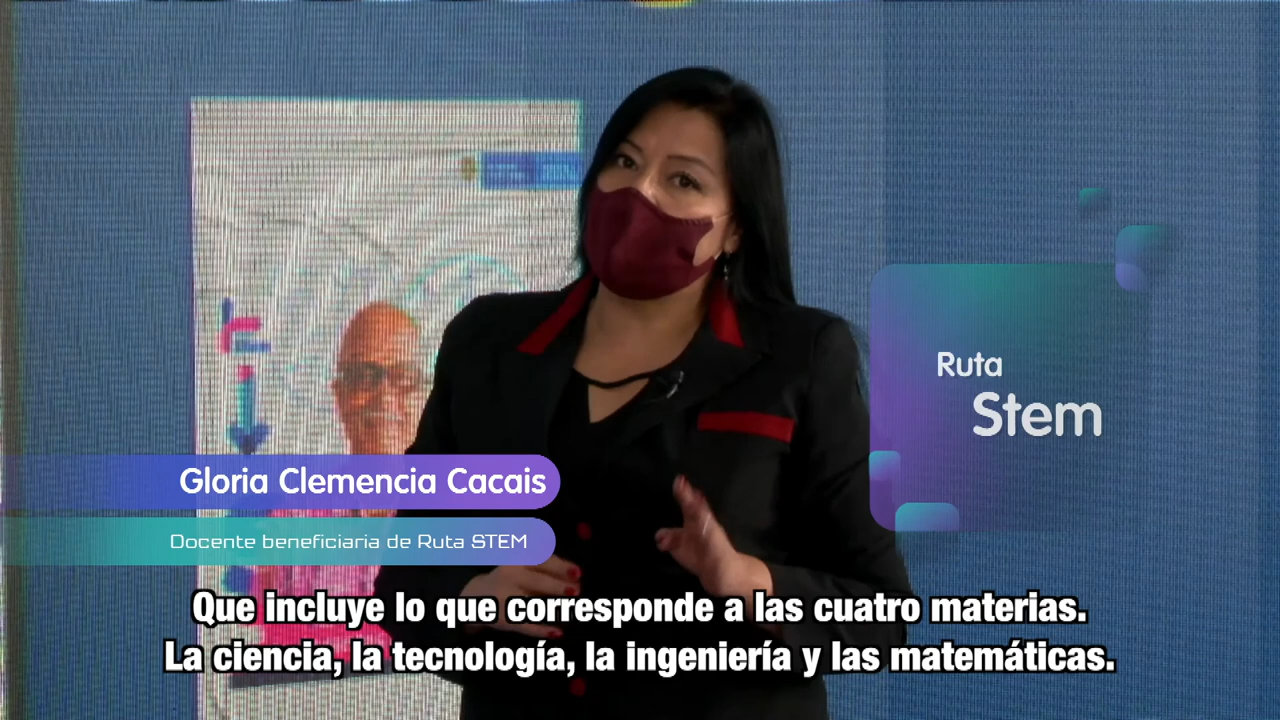 Ruta
Stem
Gloria Clemencia Cacais
Docente beneficiaria de Ruta STEM
Que incluye lo que corresponde a las cuatro materias.
La ciencia, la tecnología, la ingeniería y las matemáticas.